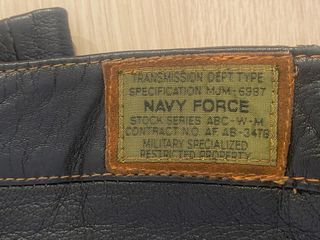 TRANSMISSION DEPT. TYPE
SPECIFICATION MJM-6987
NAVY FORCE
STOCK SERIES ABC-W-M
CONTRACT NO. AF AB-3478
MILITARY SPECIALIZED
RESTRICTED PROPERTY